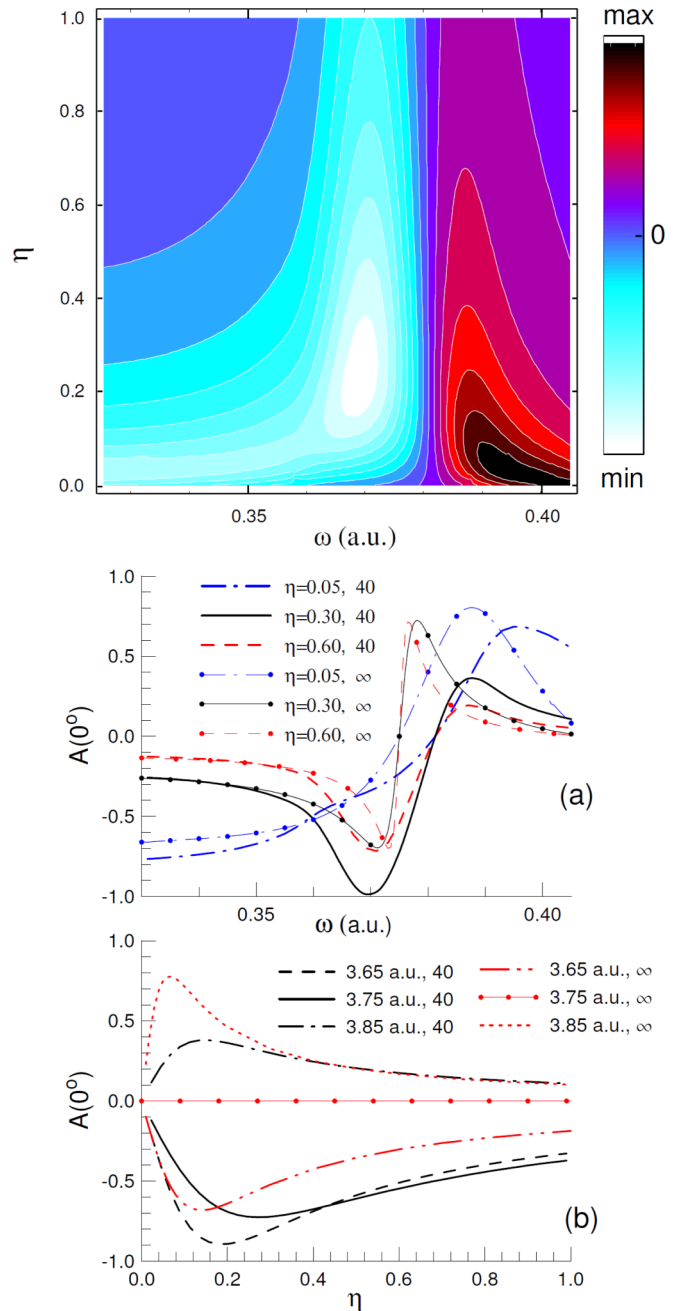 max
1.0
0.8
0.6
η
0
0.4
0.2
0.0
min
0.35
0.40
ω (a.u.)
1.0
η=0.05, 40
η=0.30, 40
0.5
η=0.60, 40
η=0.05, ∞
A(0°)
0.0
η=0.30, ∞
η=0.60, ∞
(a)
-0.5
-1.0
0.35
ω (a.u.)
0.40
1.0
3.65 a.u., 40
3.65 a.u., ∞
3.75 a.u., 40
3.75 a.u., ∞
0.5
3.85 a.u., 40
3.85 a.u., ∞
A(0°)
0.0
-0.5
(b)
-1.0
0.0
0.2
0.4
0.6
0.8
1.0
η